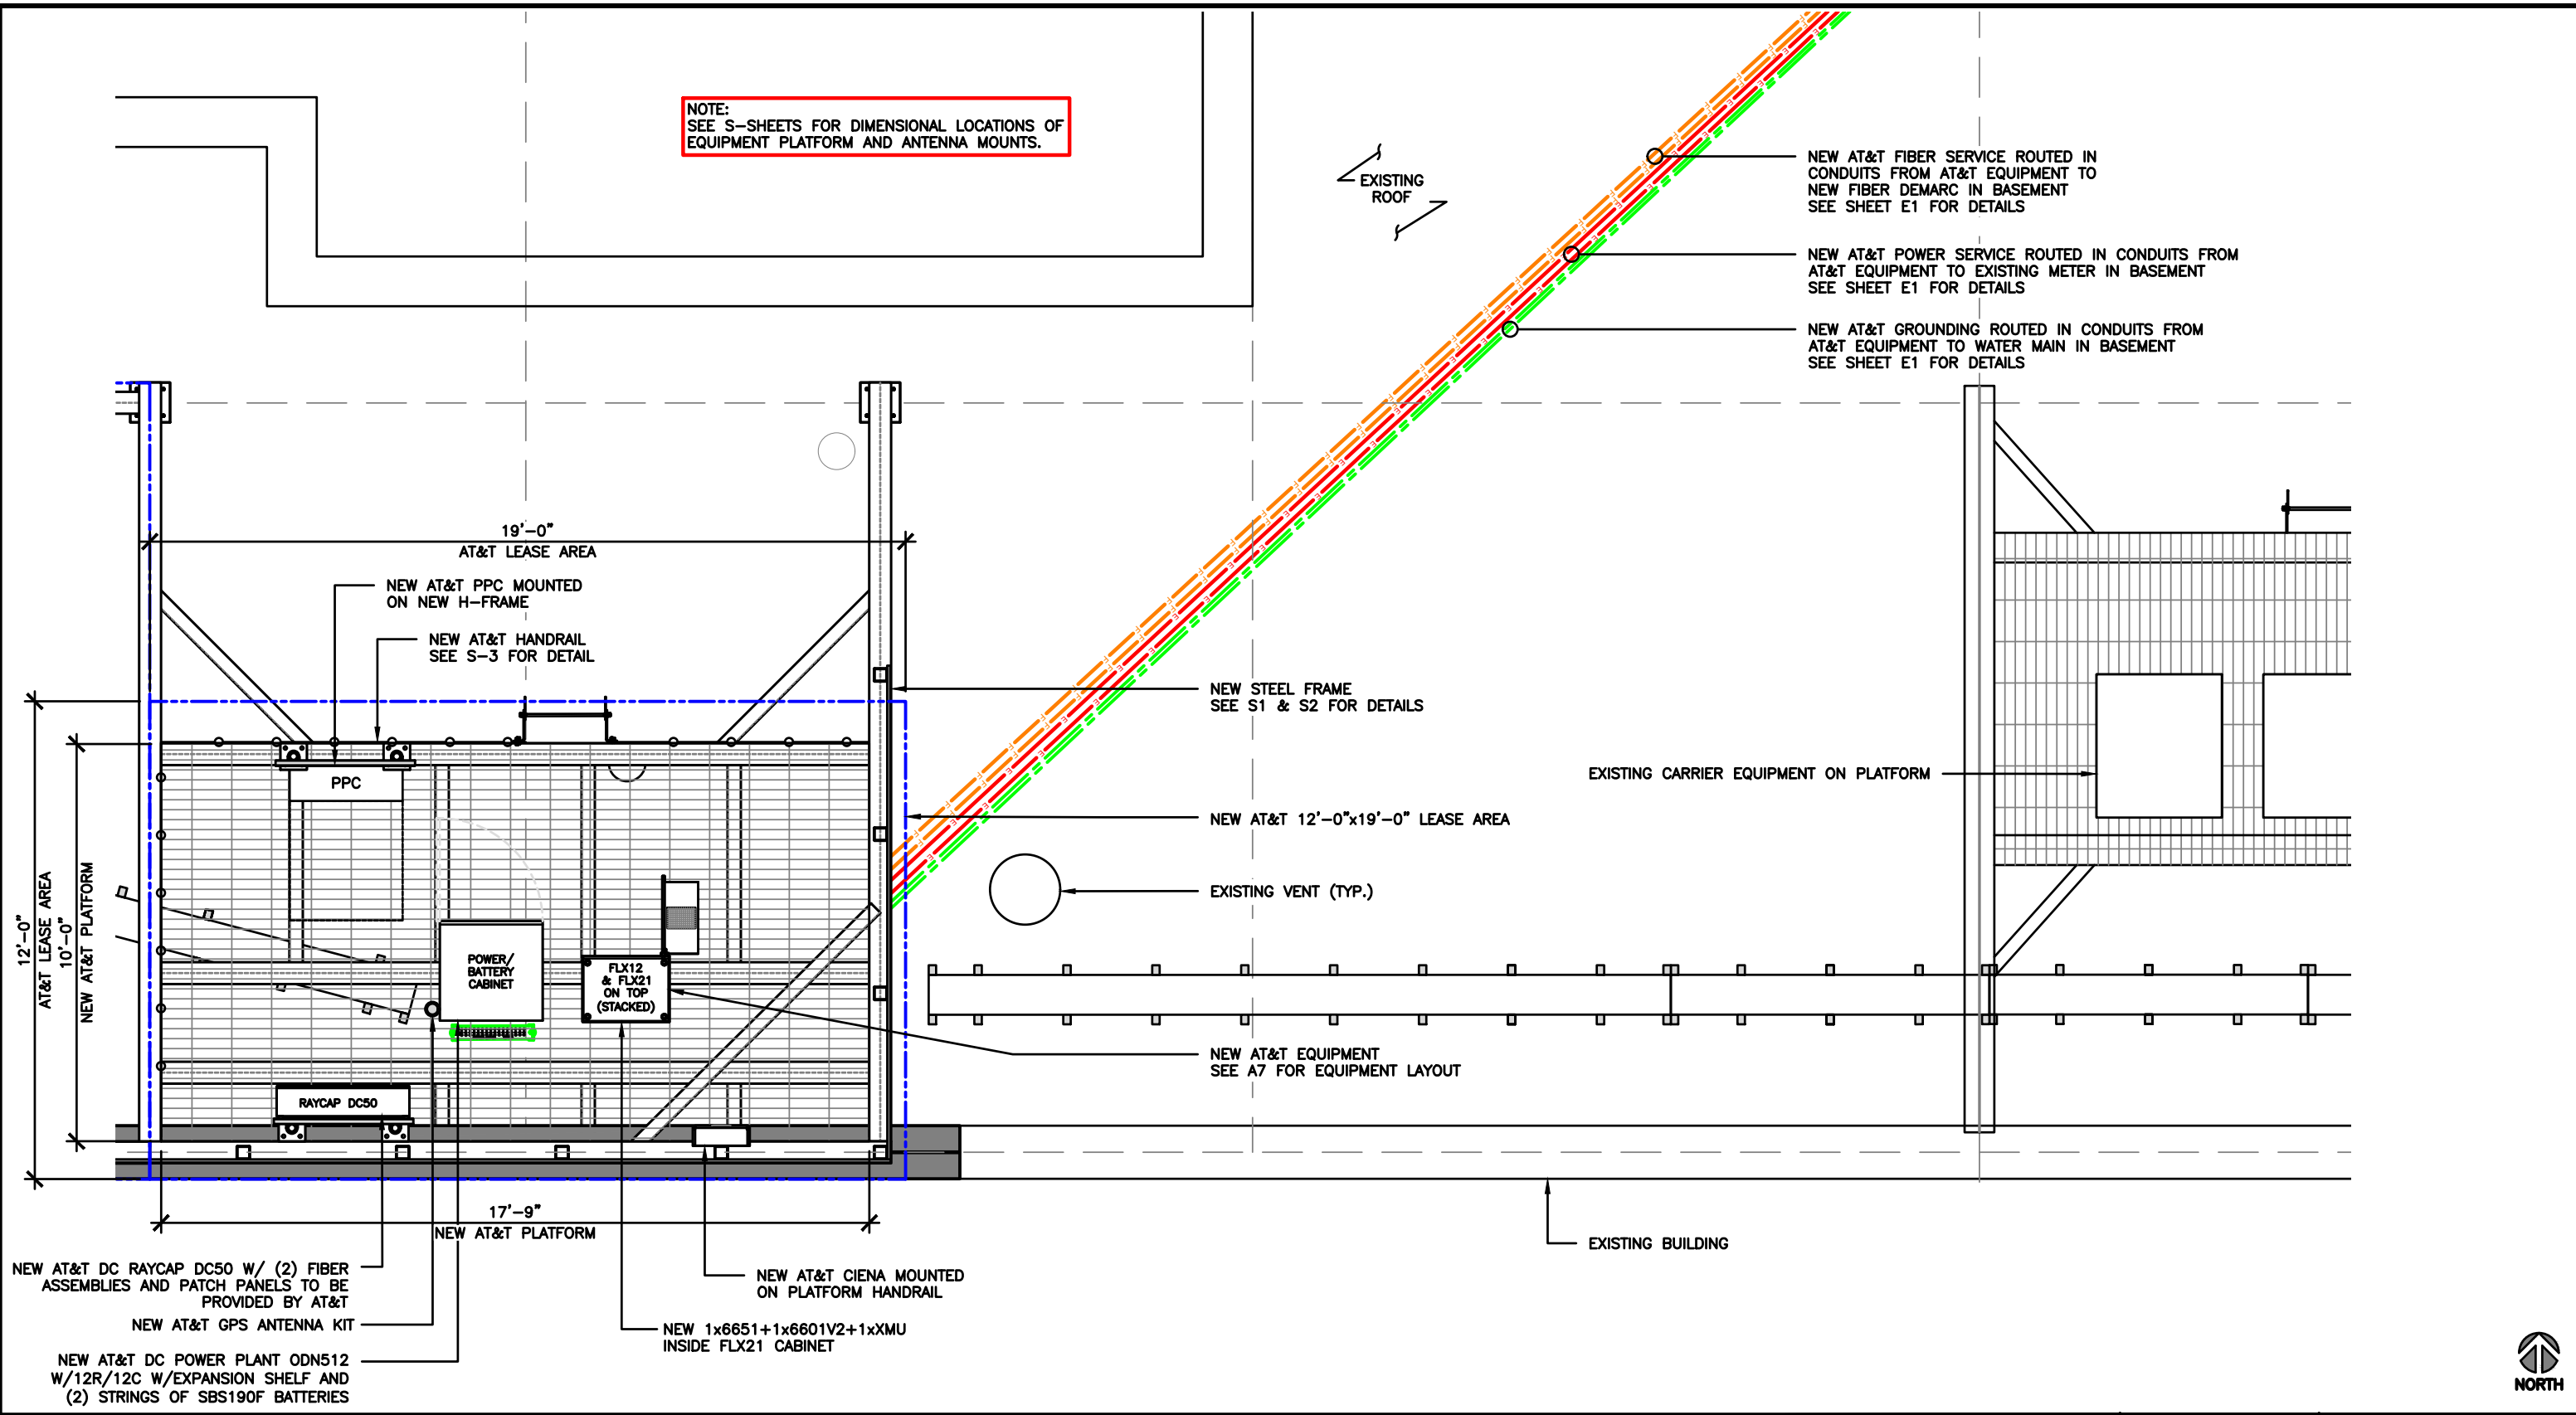 NOTE:
SEE S-SHEETS FOR DIMENSIONAL LOCATIONS OF
EQUIPMENT PLATFORM AND ANTENNA MOUNTS.
EXISTING
ROOF
NEW AT&T FIBER SERVICE ROUTED IN
CONDUITS FROM AT&T EQUIPMENT TO
NEW FIBER DEMARC IN BASEMENT
SEE SHEET E1 FOR DETAILS
NEW AT&T POWER SERVICE ROUTED IN CONDUITS FROM
AT&T EQUIPMENT TO EXISTING METER IN BASEMENT
SEE SHEET E1 FOR DETAILS
NEW AT&T GROUNDING ROUTED IN CONDUITS FROM
AT&T EQUIPMENT TO WATER MAIN IN BASEMENT
SEE SHEET E1 FOR DETAILS
19'-0"
AT&T LEASE AREA
NEW AT&T PPC MOUNTED
ON NEW H-FRAME
NEW AT&T HANDRAIL
SEE S-3 FOR DETAIL
NEW STEEL FRAME
SEE S1 & S2 FOR DETAILS
PPC
EXISTING CARRIER EQUIPMENT ON PLATFORM
NEW AT&T 12'-0"x19'-0" LEASE AREA
EXISTING VENT (TYP.)
12'-0"
AT&T LEASE AREA
10'-0"
NEW AT&T PLATFORM
POWER/
BATTERY
CABINET
FLX12
& FLX21
ON TOP
(STACKED)
NEW AT&T EQUIPMENT
SEE A7 FOR EQUIPMENT LAYOUT
RAYCAP DC50
17'-9"
NEW AT&T PLATFORM
EXISTING BUILDING
NEW AT&T DC RAYCAP DC50 W/ (2) FIBER
ASSEMBLIES AND PATCH PANELS TO BE
PROVIDED BY AT&T
NEW AT&T CIENA MOUNTED
ON PLATFORM HANDRAIL
NEW AT&T GPS ANTENNA KIT
NEW 1x6651+1x6601V2+1xXMU
INSIDE FLX21 CABINET
NEW AT&T DC POWER PLANT ODN512
W/12R/12C W/EXPANSION SHELF AND
(2) STRINGS OF SBS190F BATTERIES
NORTH